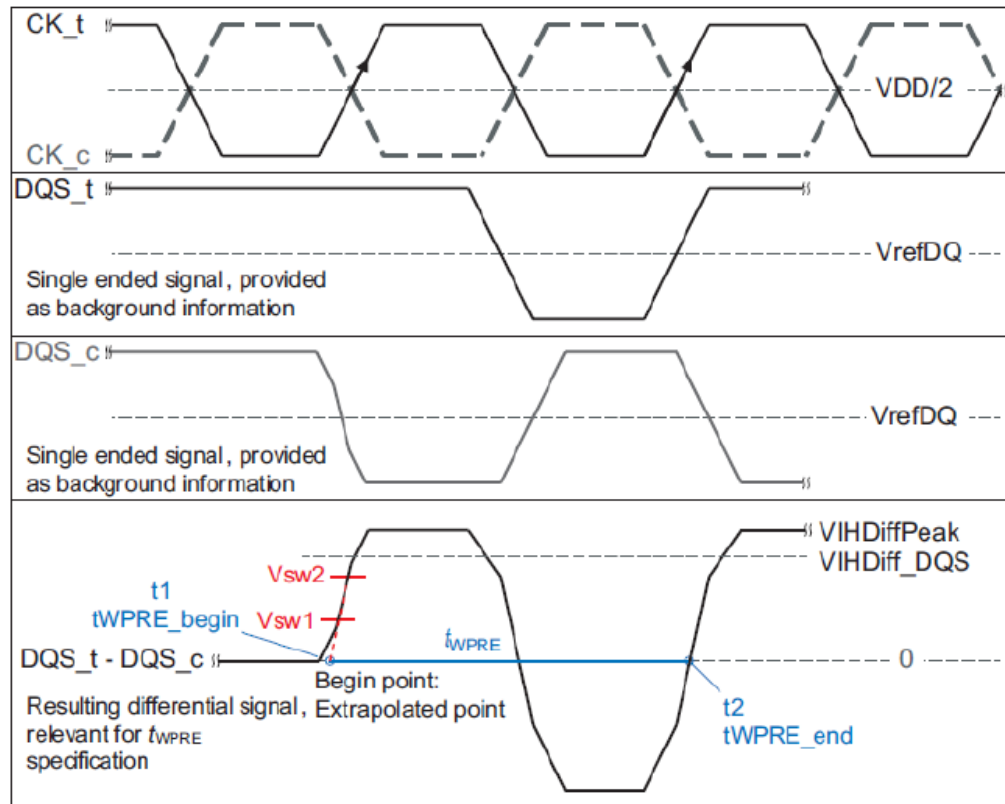 CK_t
VDD/2
CK_c
DQS_t
VrefDQ
Single ended signal, provided
as background information
DQS_c
VrefDQ
Single ended signal, provided
as background information
VIHDiffPeak
VIHDiff_DQS
Vsw2
t1
tWPRE_begin
Vsw1
tWPRE
DQS_t - DQS_c
0
Begin point:
Extrapolated point
Resulting differential signal,
relevant for tWPRE
specification
t2
tWPRE_end